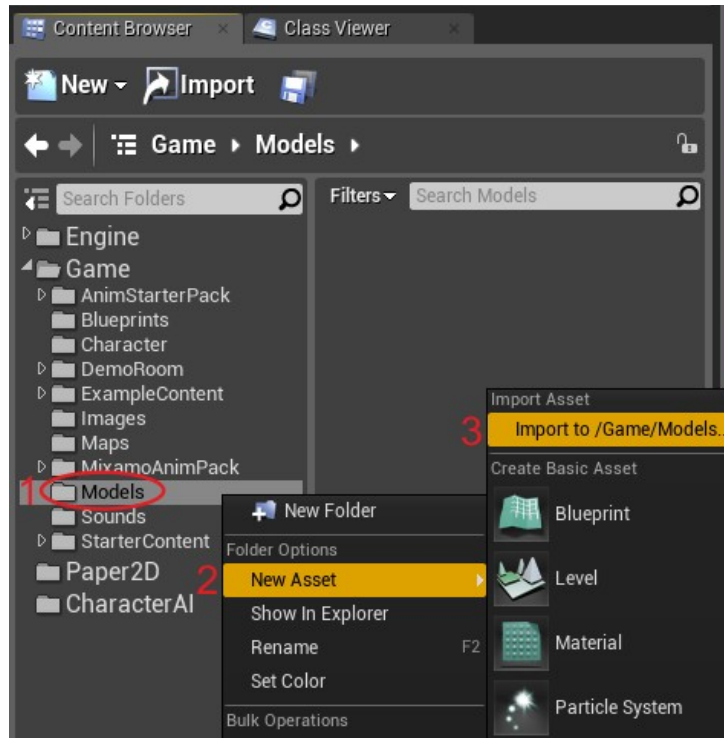 Content Browser
Class Viewer
New
Import
Game
Models
Search Folders
Filters
Search Models
Engine
Game
AnimStarterPack
Blueprints
Character
DemoRoom
ExampleContent
Images
Maps
MixamoAnimPack
1
Models
Sounds
StarterContent
Paper2D
CharacterAI
New Folder
Folder Options
2
New Asset
Show In Explorer
Rename F2
Set Color
Bulk Operations
Import Asset
3
Import to /Game/Models..
Create Basic Asset
Blueprint
Level
Material
Particle System